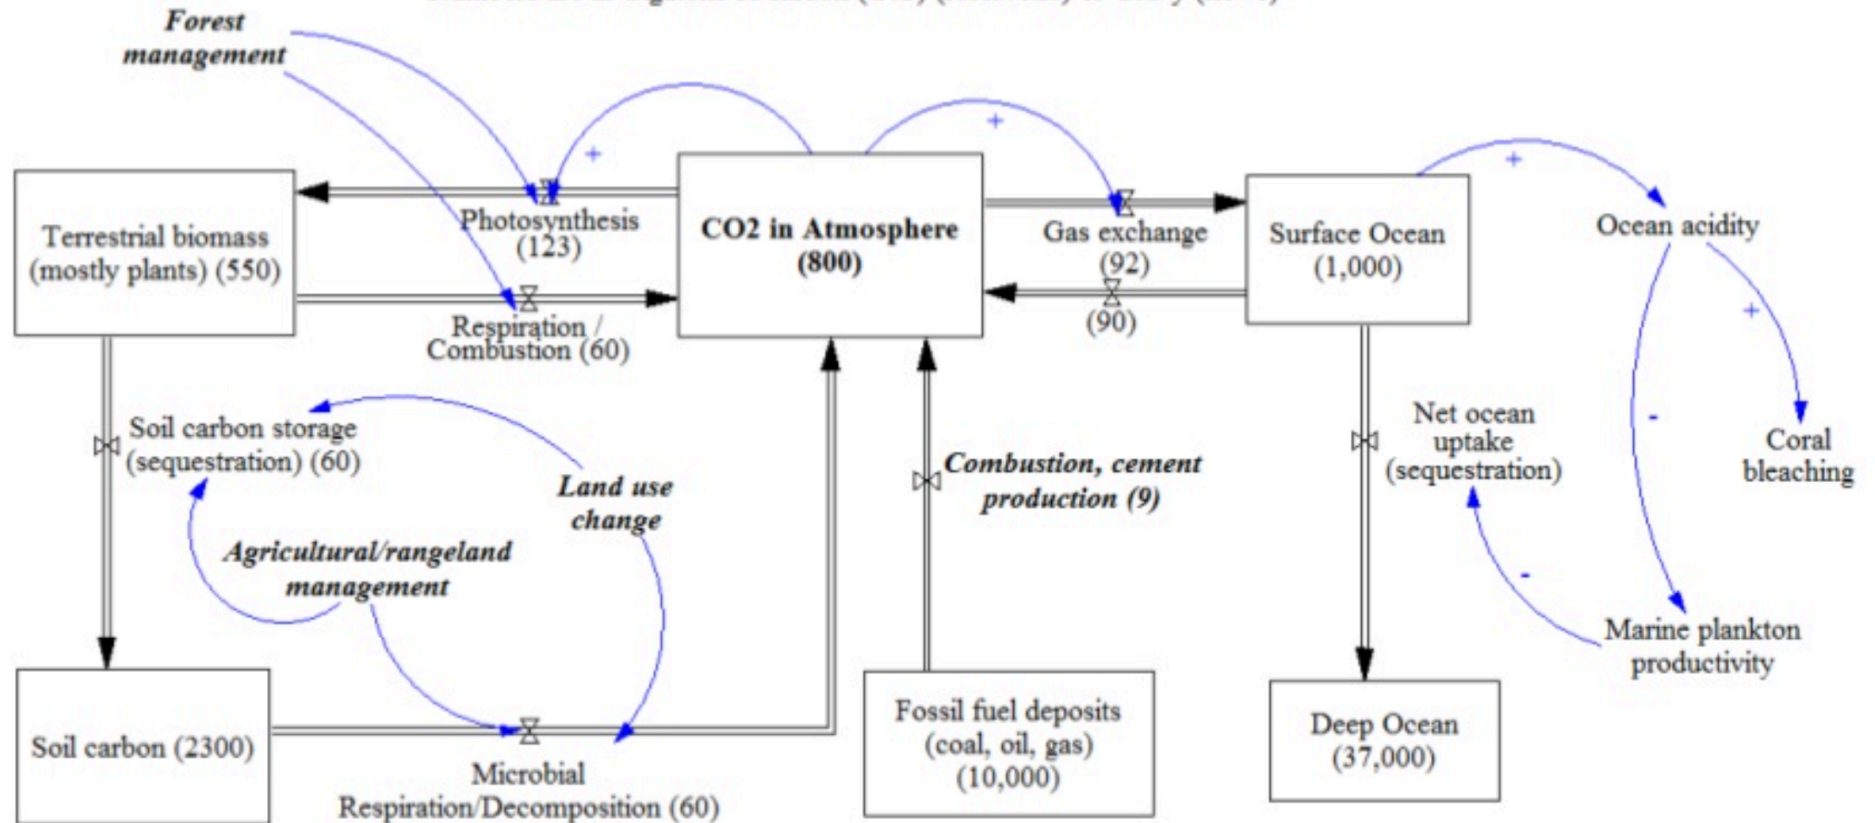 Forest
management
Photosynthesis
(123)
CO2 in Atmosphere
(800)
Terrestrial biomass
(mostly plants) (550)
Gas exchange
(92)
Surface Ocean
(1,000)
Ocean acidity
Respiration /
Combustion (60)
(90)
+
+
+
+
-
-
Soil carbon storage
(sequestration) (60)
Land use
change
Agricultural/rangeland
management
Combustion, cement
production (9)
Net ocean
uptake
(sequestration)
Coral
bleaching
Marine plankton
productivity
Soil carbon (2300)
Microbial
Respiration/Decomposition (60)
Fossil fuel deposits
(coal, oil, gas)
(10,000)
Deep Ocean
(37,000)